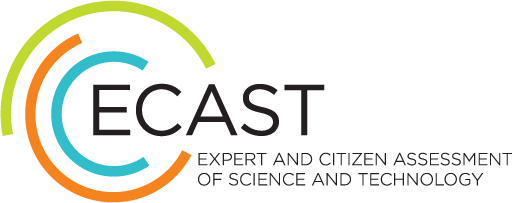 ECAST
EXPERT AND CITIZEN ASSESSMENT
OF SCIENCE AND TECHNOLOGY